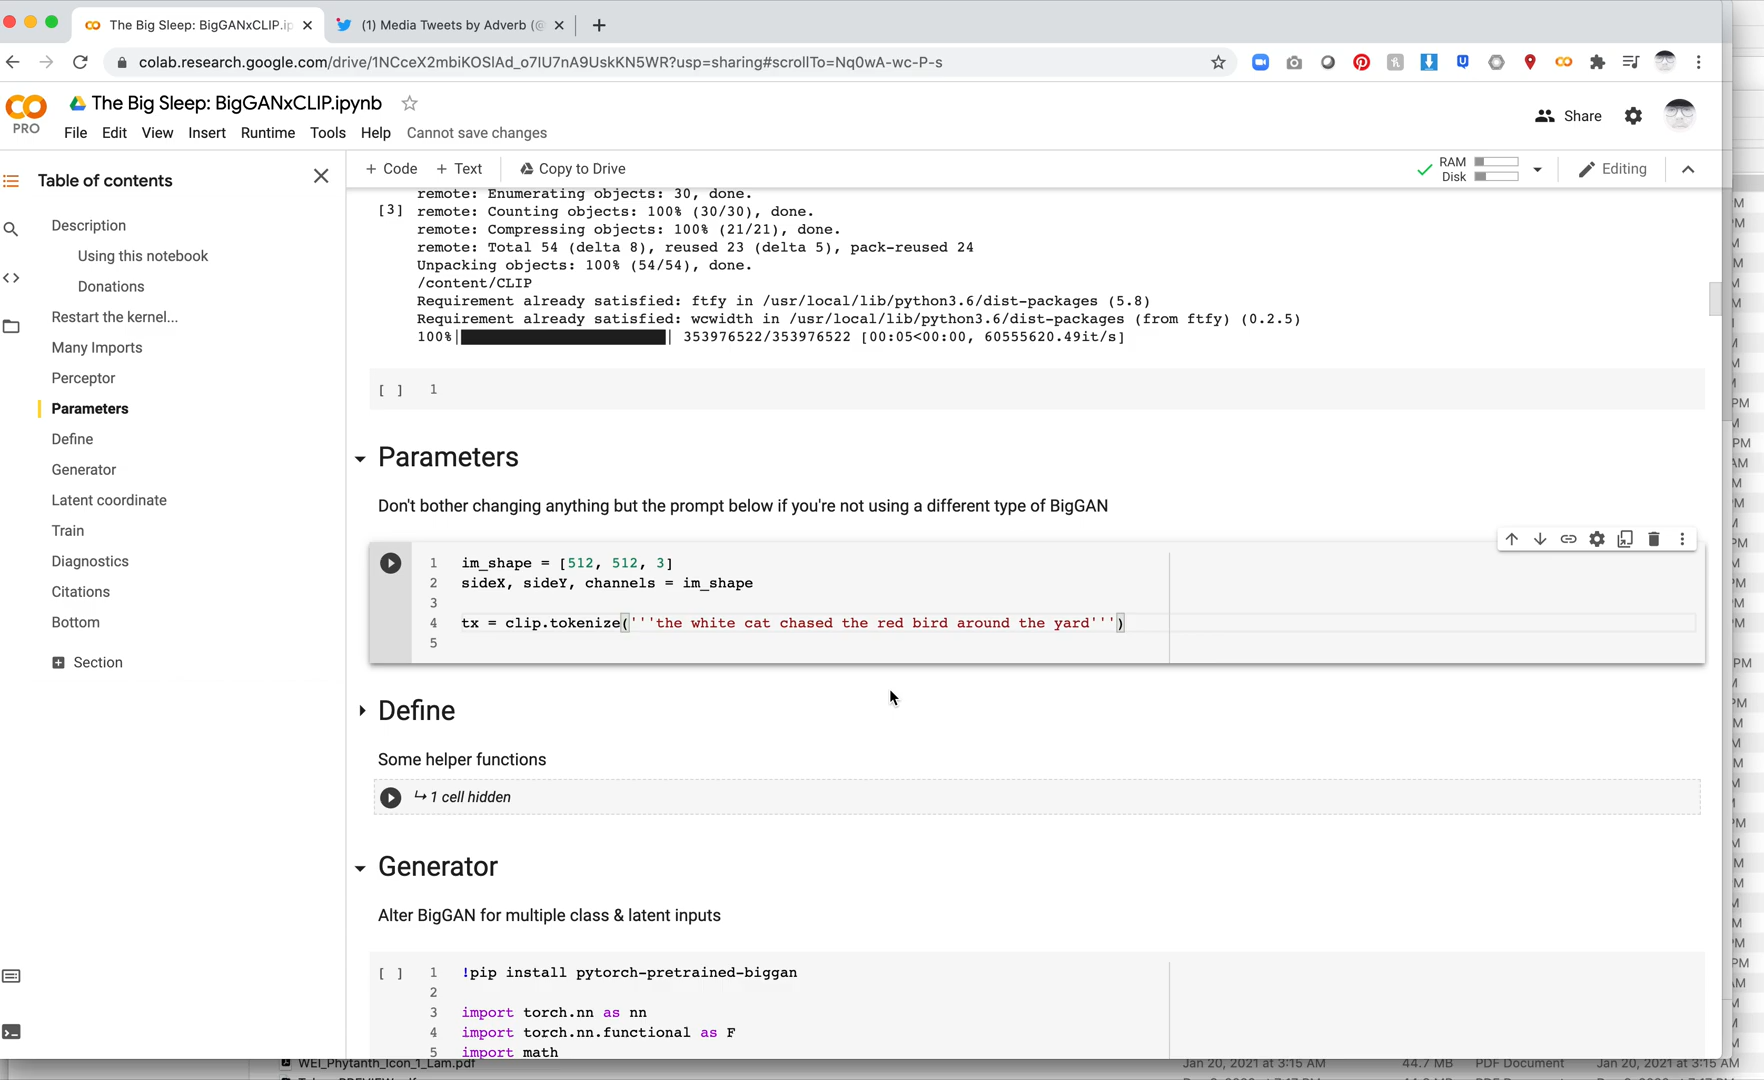 The Big Sleep: BigGANxCLIP.ip
(1) Media Tweets by Adverb (@
colab.research.google.com/drive/1NCceX2mbiKOSlAd_o7lU7nA9UskKN5WR?usp=sharing#scrollTo=Nq0wA-wc-P-s
The Big Sleep: BigGANxCLIP.ipynb
PRO
File Edit View Insert Runtime Tools Help Cannot save changes
Share
Table of contents
Description
Using this notebook
Donations
Restart the kernel...
Many Imports
Perceptor
Parameters
Define
Generator
Latent coordinate
Train
Diagnostics
Citations
Bottom
Section
+ Code + Text Copy to Drive
RAM
Disk
Editing
remote: Enumerating objects: 30, done.
[3] remote: Counting objects: 100% (30/30), done.
remote: Compressing objects: 100% (21/21), done.
remote: Total 54 (delta 8), reused 23 (delta 5), pack-reused 24
Unpacking objects: 100% (54/54), done.
/content/CLIP
Requirement already satisfied: ftfy in /usr/local/lib/python3.6/dist-packages (5.8)
Requirement already satisfied: wcwidth in /usr/local/lib/python3.6/dist-packages (from ftfy) (0.2.5)
100%| | 353976522/353976522 [00:05<00:00, 60555620.49it/s]
[ ] 1
Parameters
Don't bother changing anything but the prompt below if you're not using a different type of BigGAN
1 im_shape = [512, 512, 3]
2 sideX, sideY, channels = im_shape
3
4 tx = clip.tokenize('''the white cat chased the red bird around the yard''')
5
Define
Some helper functions
↳ 1 cell hidden
Generator
Alter BigGAN for multiple class & latent inputs
[ ] 1 !pip install pytorch-pretrained-biggan
2
3 import torch.nn as nn
4 import torch.nn.functional as F
5 import math
WEI_Phytanth_Icon_1_Lam.pdf Jan 20, 2021 at 3:15 AM 44.7 MB PDF Document Jan 20, 2021 at 3:15 AM